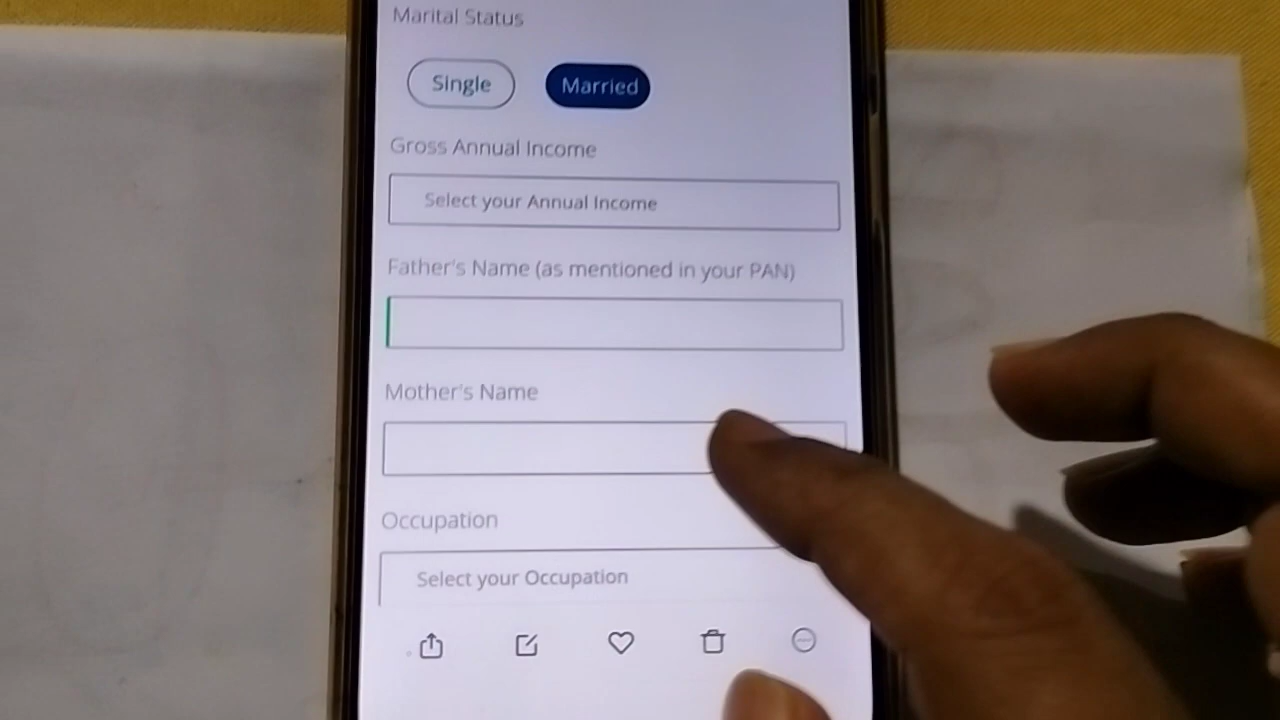 Marital Status
Single Married
Gross Annual Income
Select your Annual Income
Father's Name (as mentioned in your PAN)
Mother's Name
Occupation
Select your Occupation